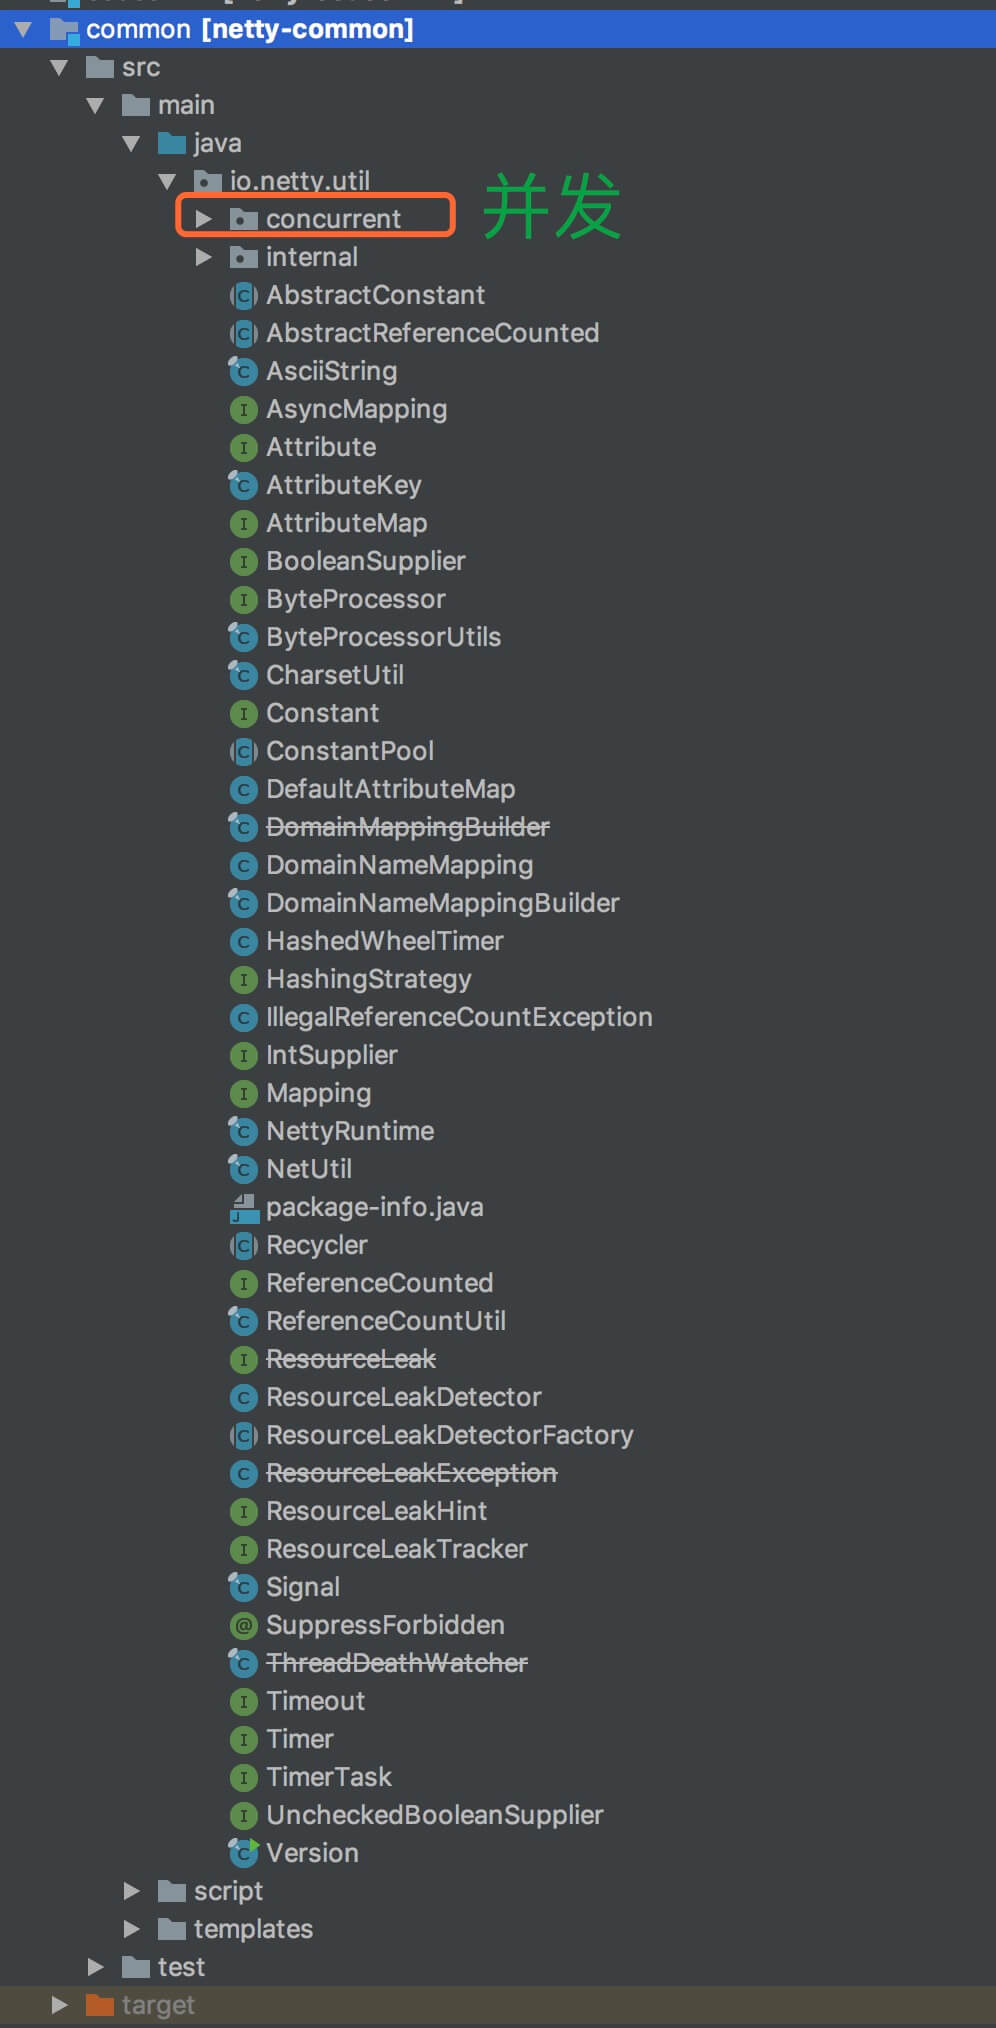 common [netty-common]
src
main
java
io.netty.util
concurrent 并发
internal
AbstractConstant
AbstractReferenceCounted
AsciiString
AsyncMapping
Attribute
AttributeKey
AttributeMap
BooleanSupplier
ByteProcessor
ByteProcessorUtils
CharsetUtil
Constant
ConstantPool
DefaultAttributeMap
DomainMappingBuilder
DomainNameMapping
DomainNameMappingBuilder
HashedWheelTimer
HashingStrategy
IllegalReferenceCountException
IntSupplier
Mapping
NettyRuntime
NetUtil
package-info.java
Recycler
ReferenceCounted
ReferenceCountUtil
ResourceLeak
ResourceLeakDetector
ResourceLeakDetectorFactory
ResourceLeakException
ResourceLeakHint
ResourceLeakTracker
Signal
SuppressForbidden
ThreadDeathWatcher
Timeout
Timer
TimerTask
UncheckedBooleanSupplier
Version
script
templates
test
target